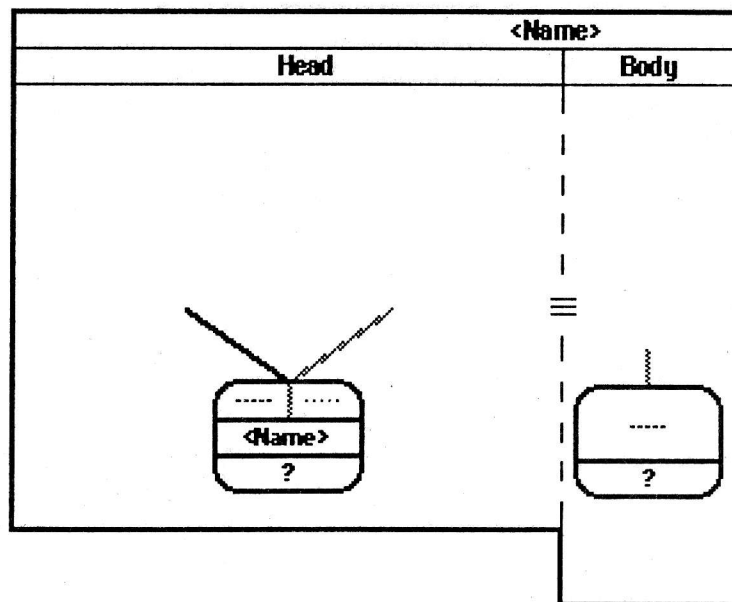 <Name>
Head Body
----- .....
<Name>
?
-----
?